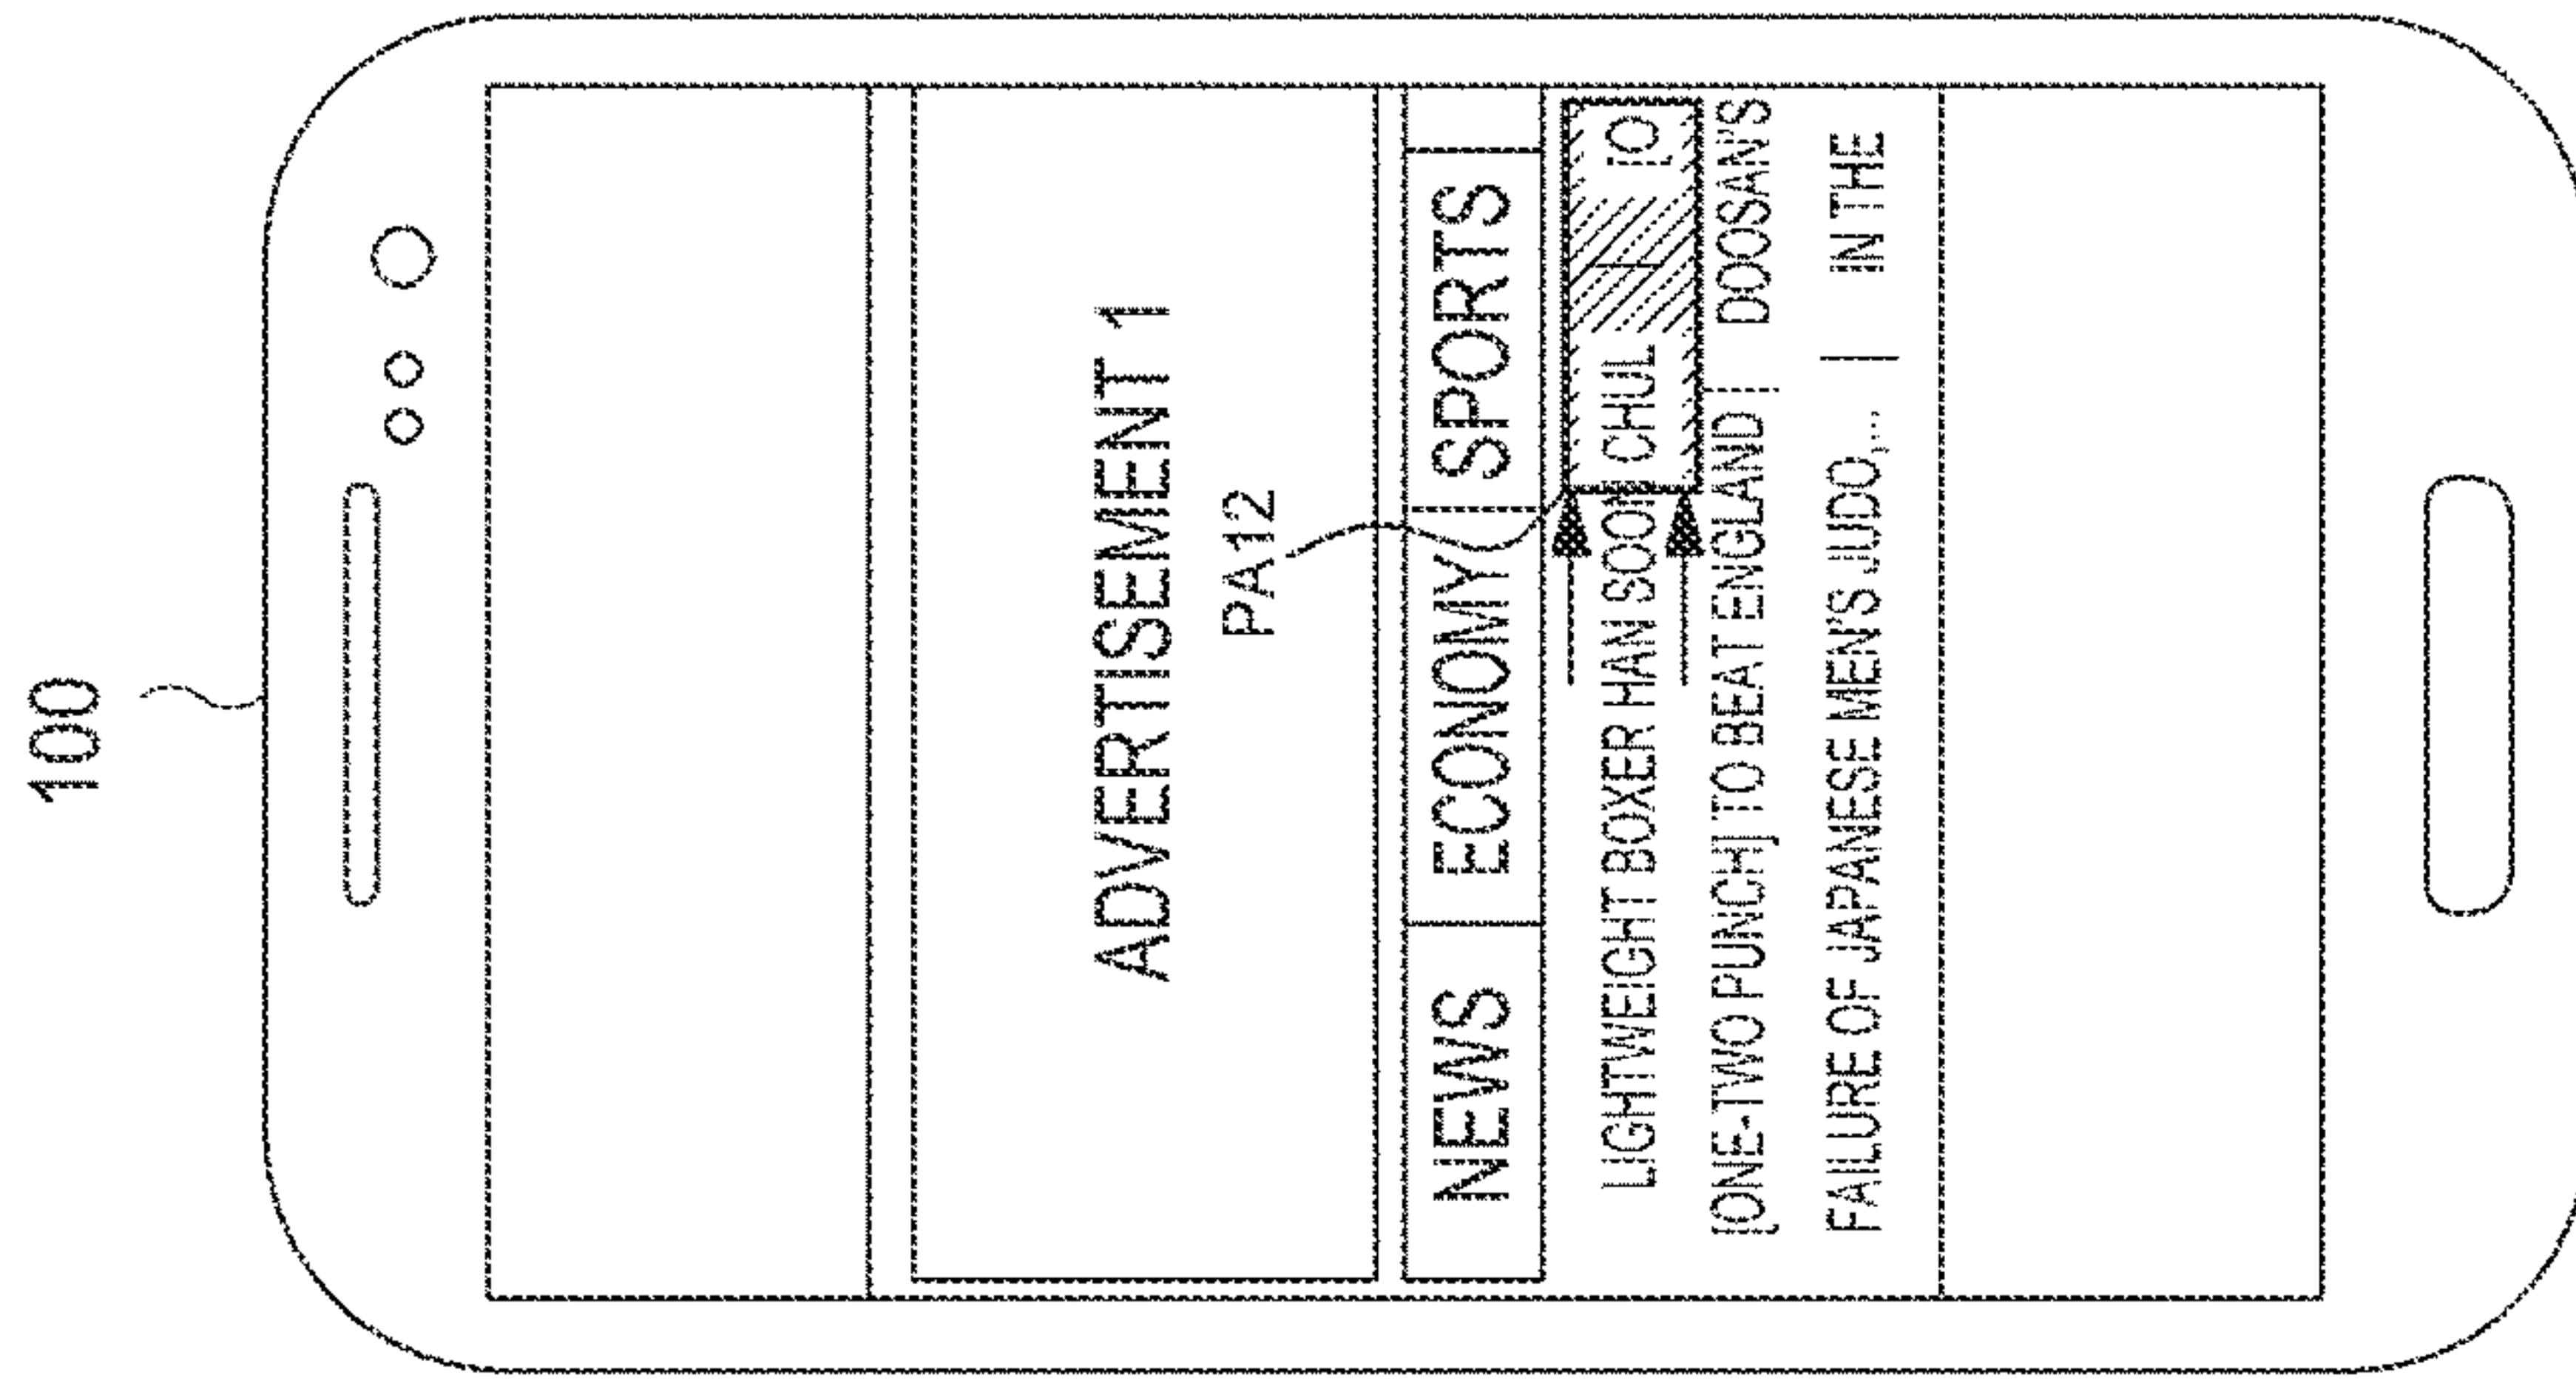 100
ADVERTISEMENT 1
PA12
NEWS ECONOMY SPORTS
LIGHTWEIGHT BOXER HAN SOON CHUL [O
[ONE-TWO PUNCH] TO BEAT ENGLAND | DOOSAN'S
FAILURE OF JAPANESE MEN'S JUDO,... | IN THE